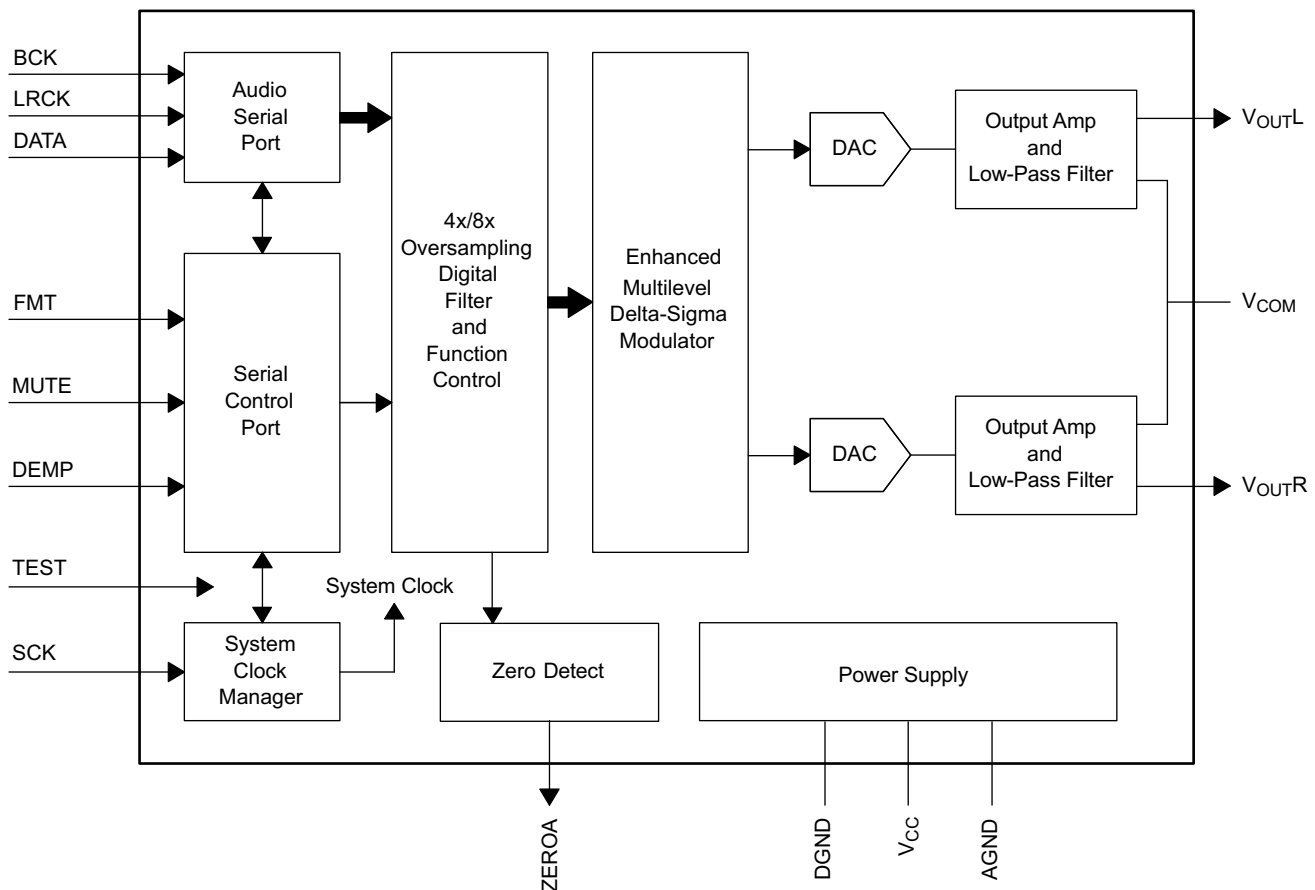 BCK
LRCK
DATA
Audio
Serial
Port
FMT
MUTE
DEMP
Serial
Control
Port
TEST
SCK
System
Clock
Manager
System Clock
4x/8x
Oversampling
Digital
Filter
and
Function
Control
Enhanced
Multilevel
Delta-Sigma
Modulator
DAC
Output Amp
and
Low-Pass Filter
VOUTL
VCOM
DAC
Output Amp
and
Low-Pass Filter
VOUTR
Zero Detect
ZEROA
Power Supply
DGND
VCC
AGND